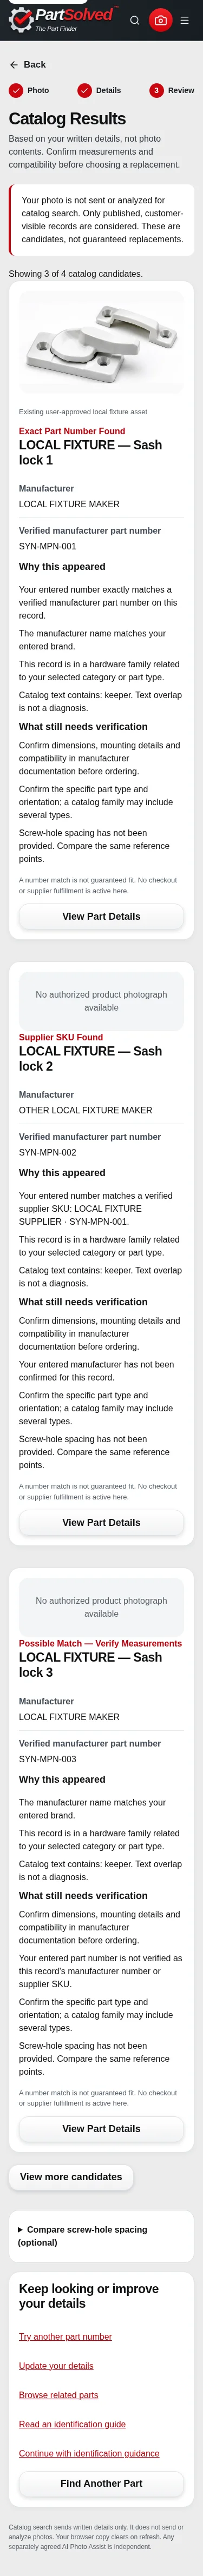 PartSolved™
The Part Finder
Back
Photo
Details
3 Review
Catalog Results
Based on your written details, not photo
contents. Confirm measurements and
compatibility before choosing a replacement.
Your photo is not sent or analyzed for
catalog search. Only published, customer-
visible records are considered. These are
candidates, not guaranteed replacements.
Showing 3 of 4 catalog candidates.
Existing user-approved local fixture asset
Exact Part Number Found
LOCAL FIXTURE — Sash
lock 1
Manufacturer
LOCAL FIXTURE MAKER
Verified manufacturer part number
SYN-MPN-001
Why this appeared
Your entered number exactly matches a
verified manufacturer part number on this
record.
The manufacturer name matches your
entered brand.
This record is in a hardware family related
to your selected category or part type.
Catalog text contains: keeper. Text overlap
is not a diagnosis.
What still needs verification
Confirm dimensions, mounting details and
compatibility in manufacturer
documentation before ordering.
Confirm the specific part type and
orientation; a catalog family may include
several types.
Screw-hole spacing has not been
provided. Compare the same reference
points.
A number match is not guaranteed fit. No checkout
or supplier fulfillment is active here.
View Part Details
No authorized product photograph
available
Supplier SKU Found
LOCAL FIXTURE — Sash
lock 2
Manufacturer
OTHER LOCAL FIXTURE MAKER
Verified manufacturer part number
SYN-MPN-002
Why this appeared
Your entered number matches a verified
supplier SKU: LOCAL FIXTURE
SUPPLIER · SYN-MPN-001.
This record is in a hardware family related
to your selected category or part type.
Catalog text contains: keeper. Text overlap
is not a diagnosis.
What still needs verification
Confirm dimensions, mounting details and
compatibility in manufacturer
documentation before ordering.
Your entered manufacturer has not been
confirmed for this record.
Confirm the specific part type and
orientation; a catalog family may include
several types.
Screw-hole spacing has not been
provided. Compare the same reference
points.
A number match is not guaranteed fit. No checkout
or supplier fulfillment is active here.
View Part Details
No authorized product photograph
available
Possible Match — Verify Measurements
LOCAL FIXTURE — Sash
lock 3
Manufacturer
LOCAL FIXTURE MAKER
Verified manufacturer part number
SYN-MPN-003
Why this appeared
The manufacturer name matches your
entered brand.
This record is in a hardware family related
to your selected category or part type.
Catalog text contains: keeper. Text overlap
is not a diagnosis.
What still needs verification
Confirm dimensions, mounting details and
compatibility in manufacturer
documentation before ordering.
Your entered part number is not verified as
this record's manufacturer number or
supplier SKU.
Confirm the specific part type and
orientation; a catalog family may include
several types.
Screw-hole spacing has not been
provided. Compare the same reference
points.
A number match is not guaranteed fit. No checkout
or supplier fulfillment is active here.
View Part Details
View more candidates
Compare screw-hole spacing
(optional)
Keep looking or improve
your details
Try another part number
Update your details
Browse related parts
Read an identification guide
Continue with identification guidance
Find Another Part
Catalog search sends written details only. It does not send or
analyze photos. Your browser copy clears on refresh. Any
separately agreed AI Photo Assist is independent.